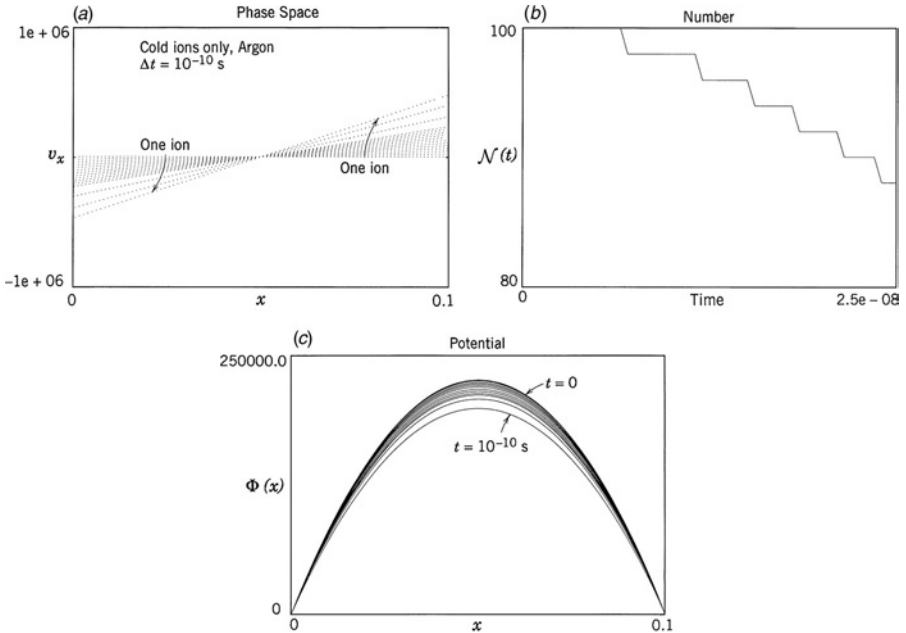 (a)
Phase Space
1e + 06
Cold ions only, Argon
Δt = 10⁻¹⁰ s
One ion
v_x
One ion
−1e + 06
0
x
0.1
(b)
Number
100
𝒩(t)
80
0
Time
2.5e − 08
(c)
Potential
250000.0
t = 0
t = 10⁻¹⁰ s
Φ(x)
0
0
x
0.1